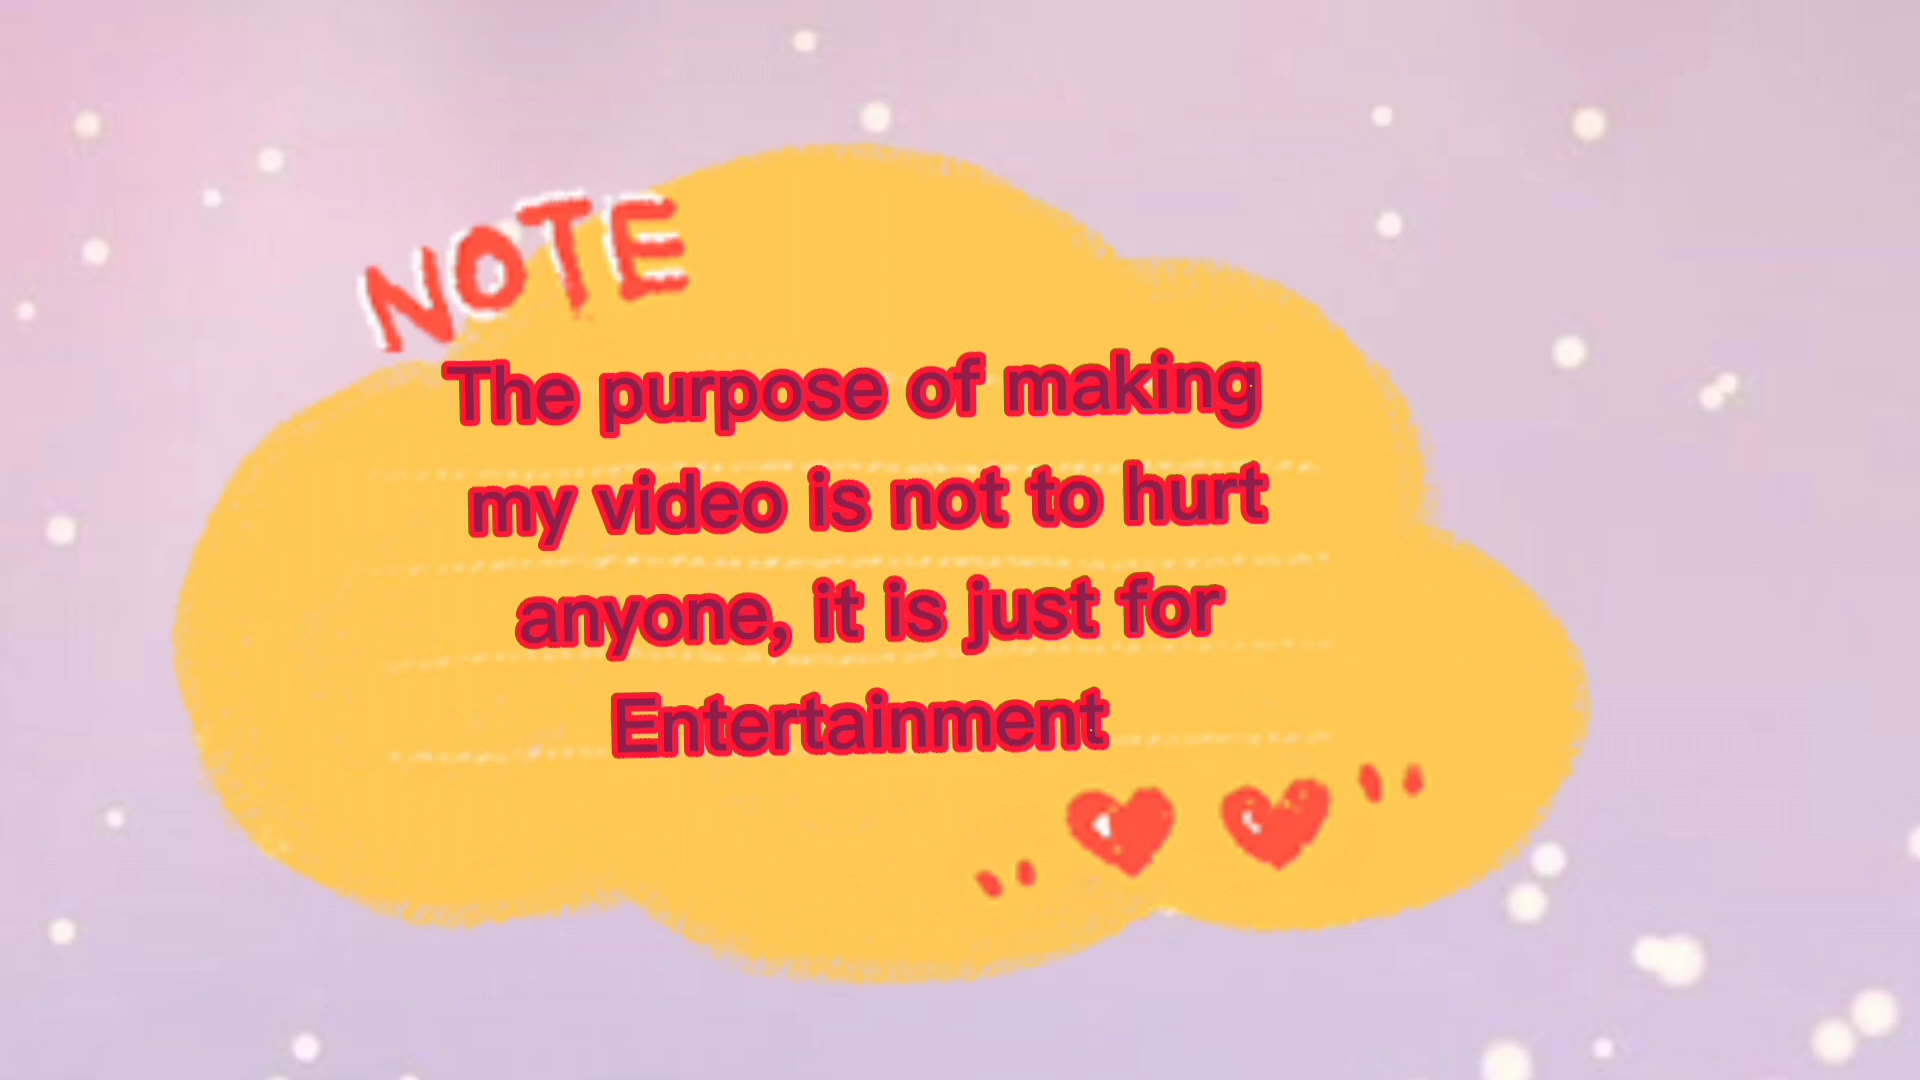 NOTE
The purpose of making
my video is not to hurt
anyone, it is just for
Entertainment